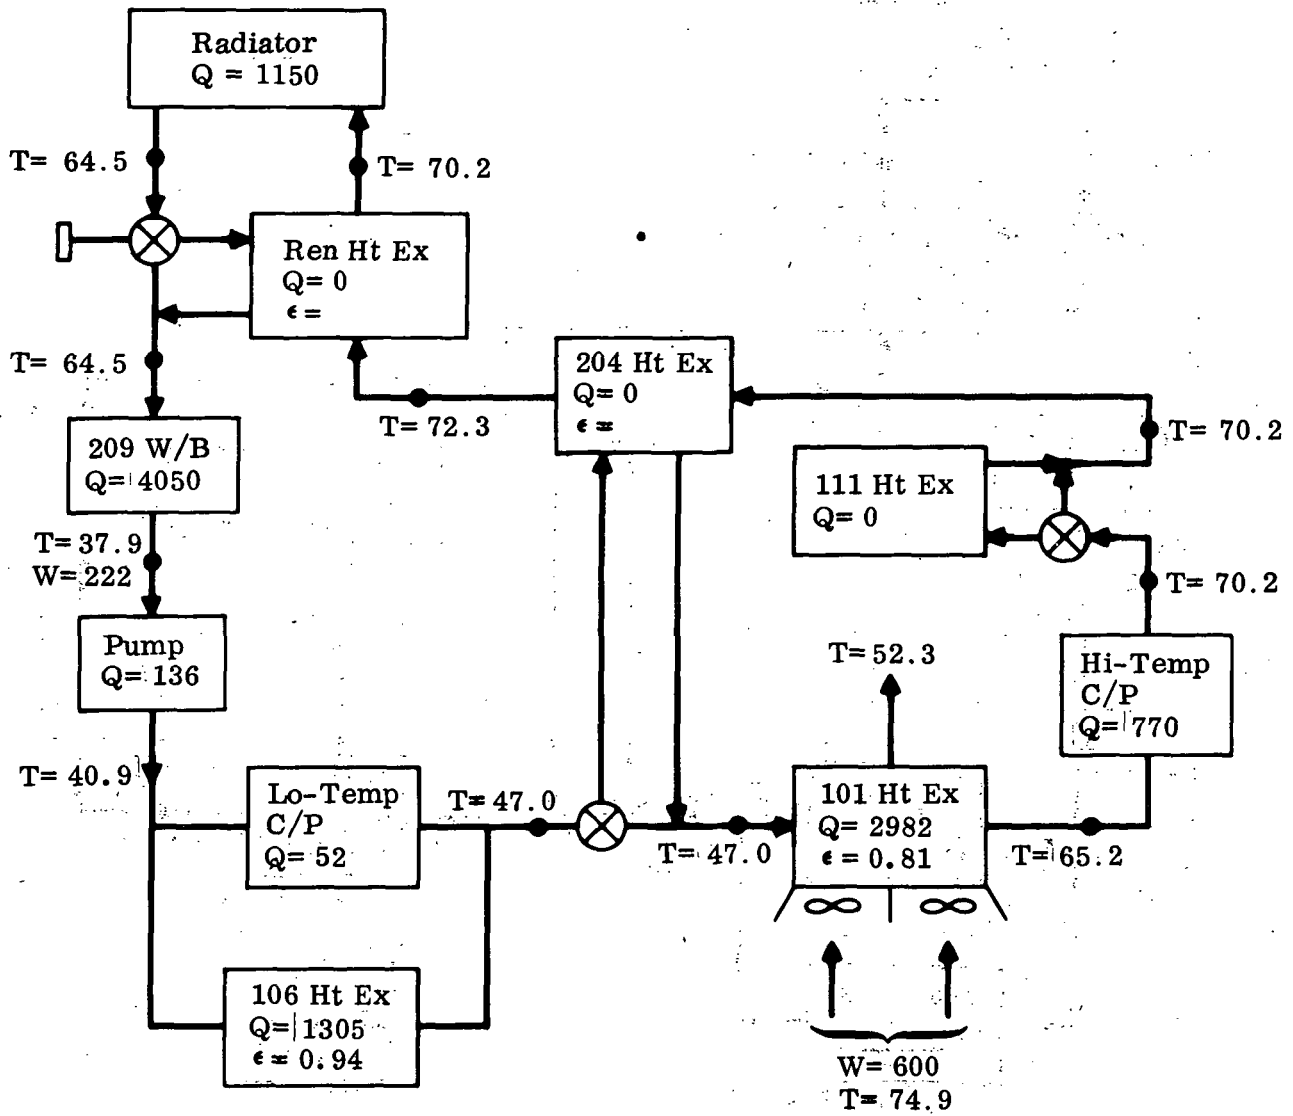 Radiator
Q = 1150
T= 64.5
T= 70.2
Ren Ht Ex
Q= 0
ϵ =
T= 64.5
204 Ht Ex
Q= 0
ϵ =
T= 72.3
T= 70.2
209 W/B
Q= 4050
111 Ht Ex
Q= 0
T= 37.9
W= 222
T= 70.2
Pump
Q= 136
T= 52.3
Hi-Temp
C/P
Q= 770
T= 40.9
Lo-Temp
C/P
Q= 52
T= 47.0
T= 47.0
101 Ht Ex
Q= 2982
ϵ = 0.81
T= 65.2
106 Ht Ex
Q= 1305
ϵ = 0.94
W= 600
T= 74.9